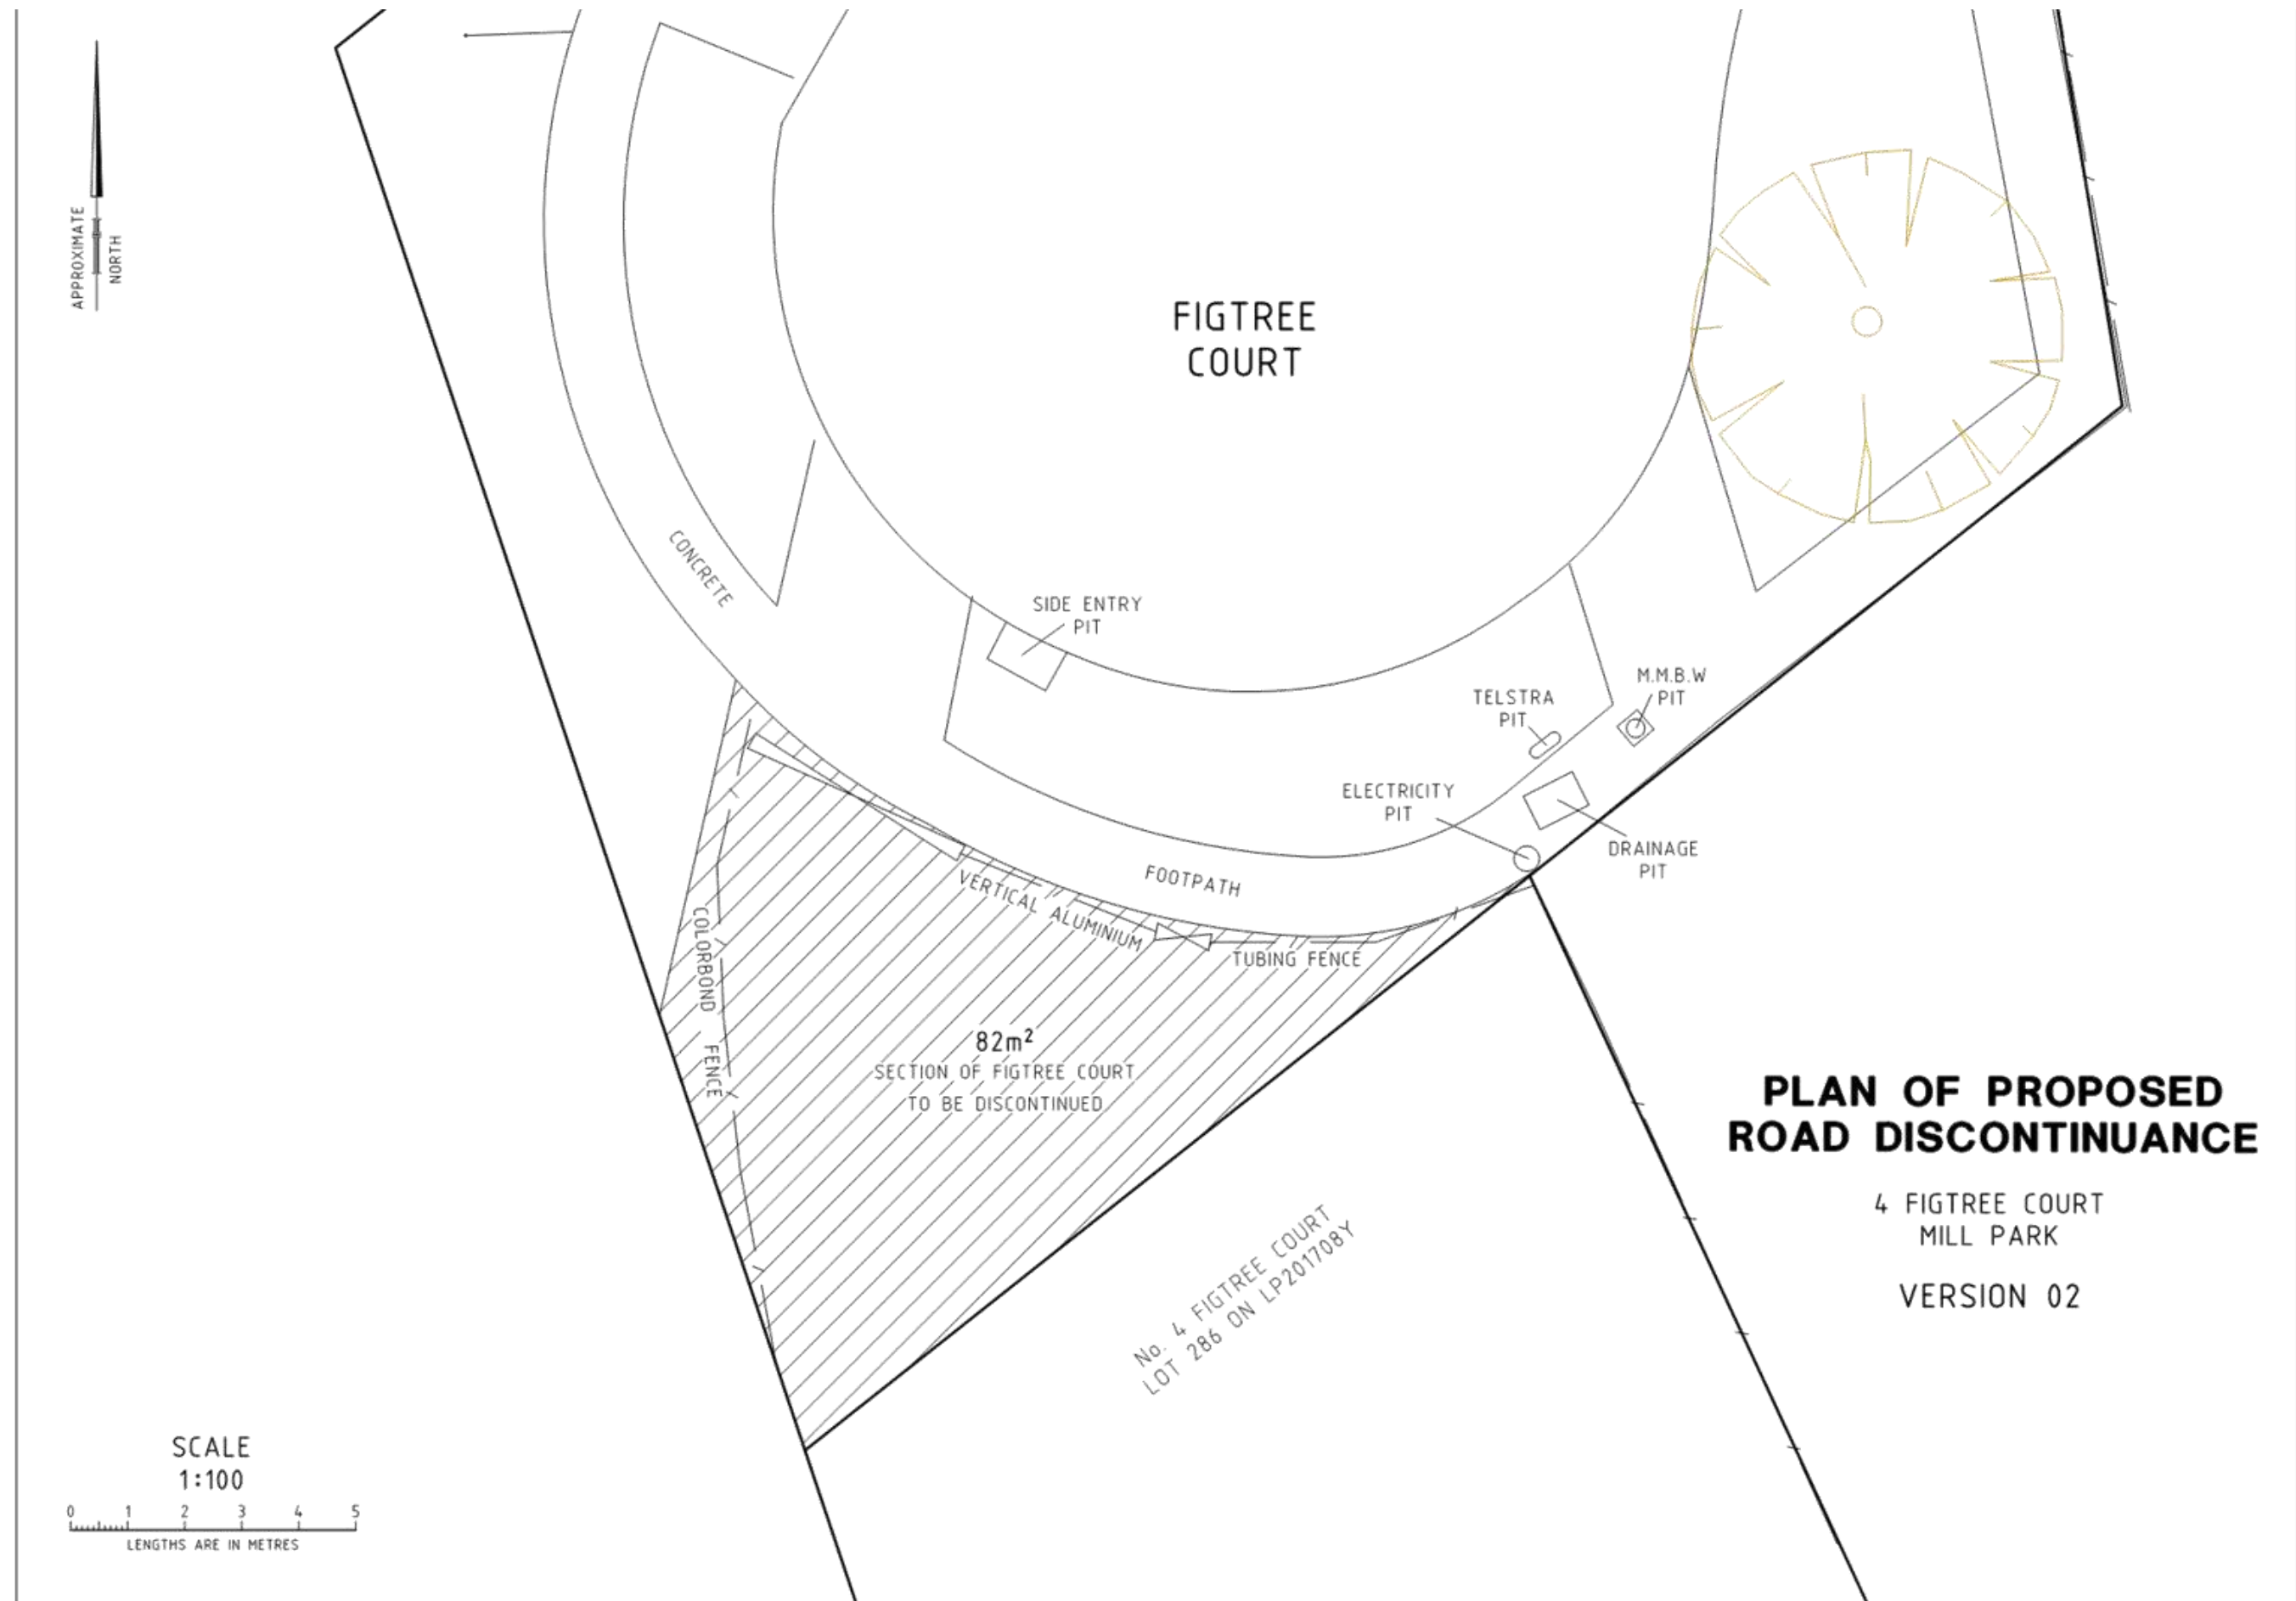 APPROXIMATE
NORTH
FIGTREE
COURT
CONCRETE
SIDE ENTRY
PIT
TELSTRA
PIT
M.M.B.W
PIT
ELECTRICITY
PIT
DRAINAGE
PIT
FOOTPATH
VERTICAL ALUMINIUM
TUBING FENCE
COLORBOND FENCE
82m²
SECTION OF FIGTREE COURT
TO BE DISCONTINUED
No. 4 FIGTREE COURT
LOT 286 ON LP201708Y
PLAN OF PROPOSED
ROAD DISCONTINUANCE
4 FIGTREE COURT
MILL PARK
VERSION 02
SCALE
1:100
0 1 2 3 4 5
LENGTHS ARE IN METRES